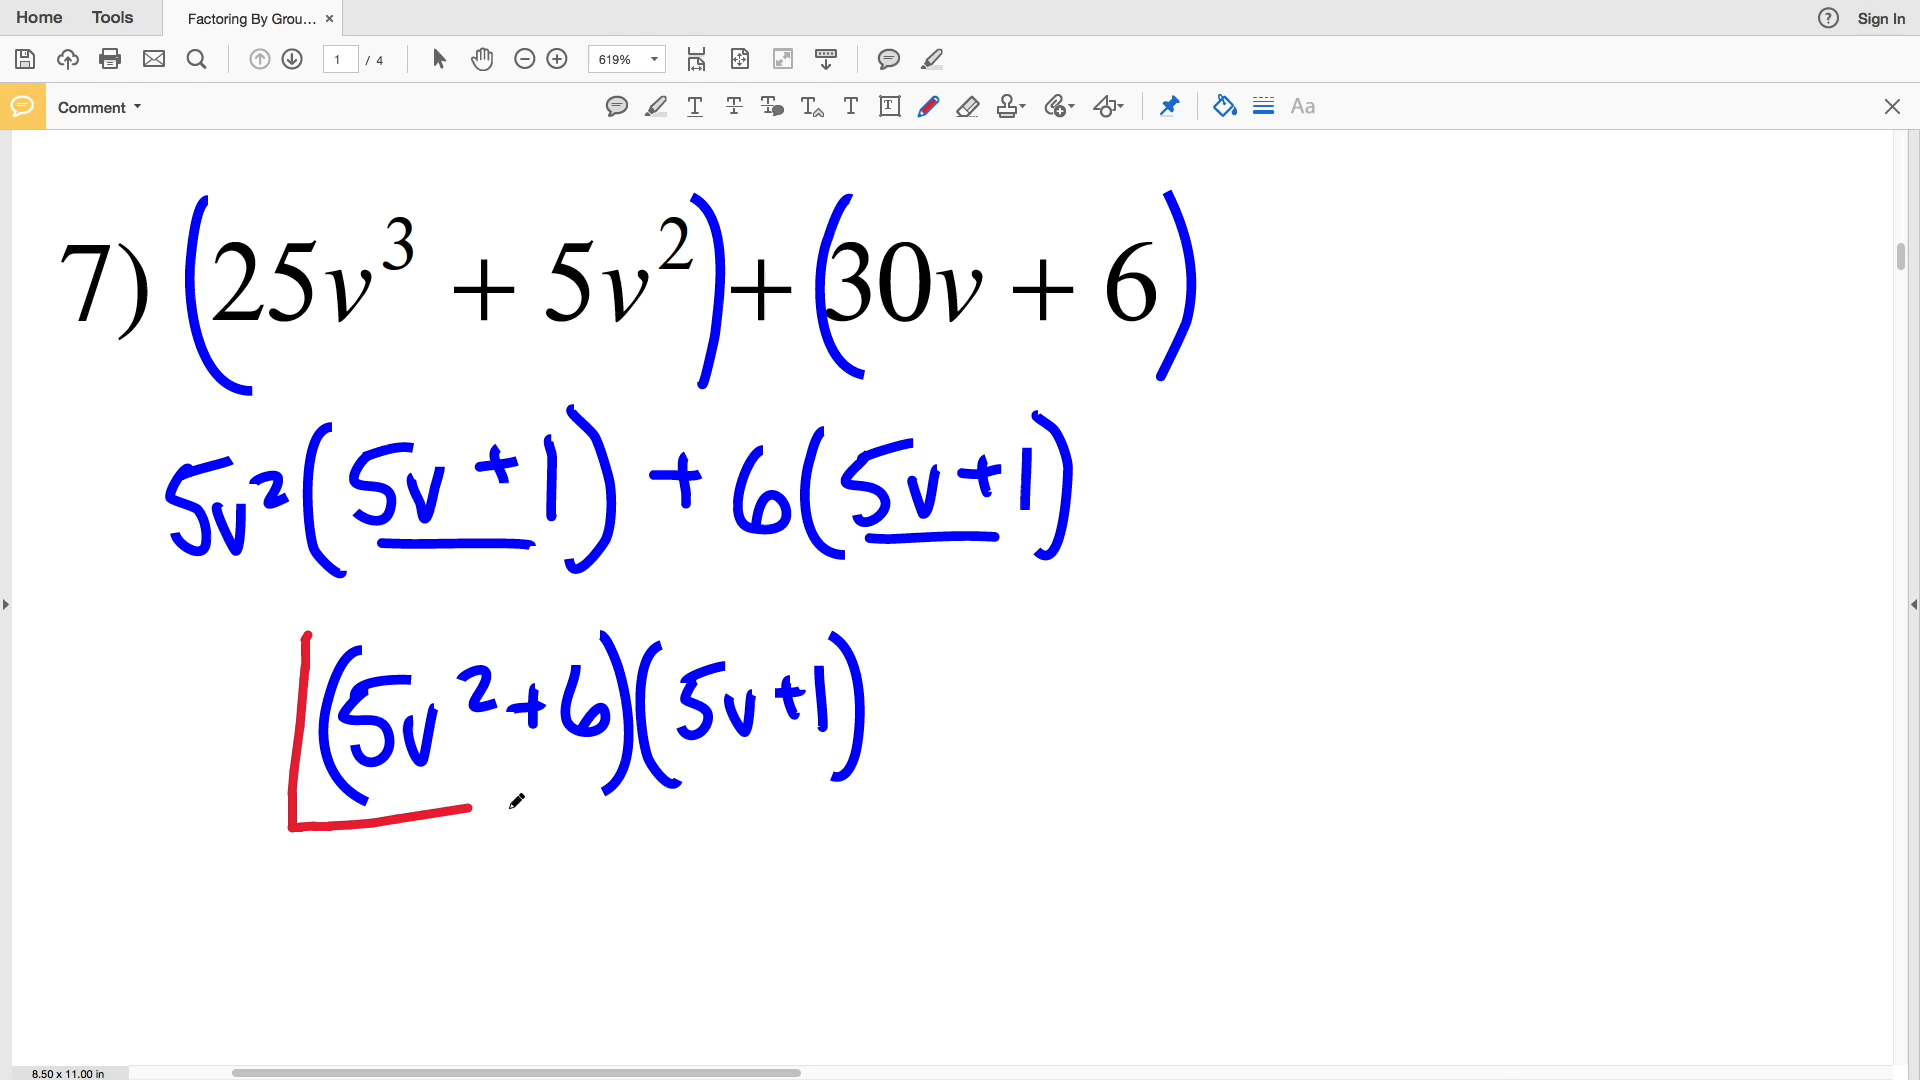 Home Tools Factoring By Grou... × ? Sign In
1 / 4 619%
Comment T T T T T T Aa
7) (25v³ + 5v²) + (30v + 6)
5v²(5v+1) + 6(5v+1)
(5v²+6)(5v+1)
8.50 x 11.00 in